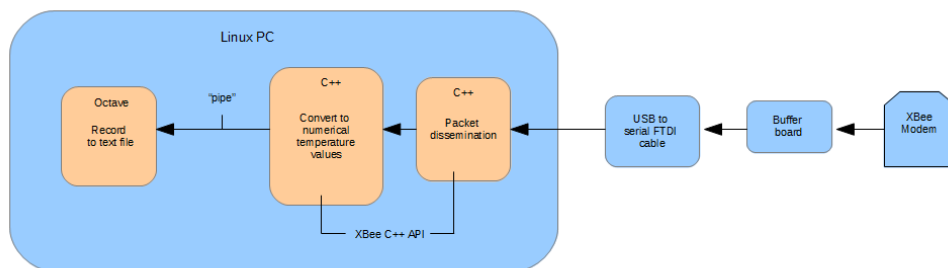 Linux PC
Octave
Record
to text file
"pipe"
C++
Convert to
numerical
temperature
values
C++
Packet
dissemination
XBee C++ API
USB to
serial FTDI
cable
Buffer
board
XBee
Modem